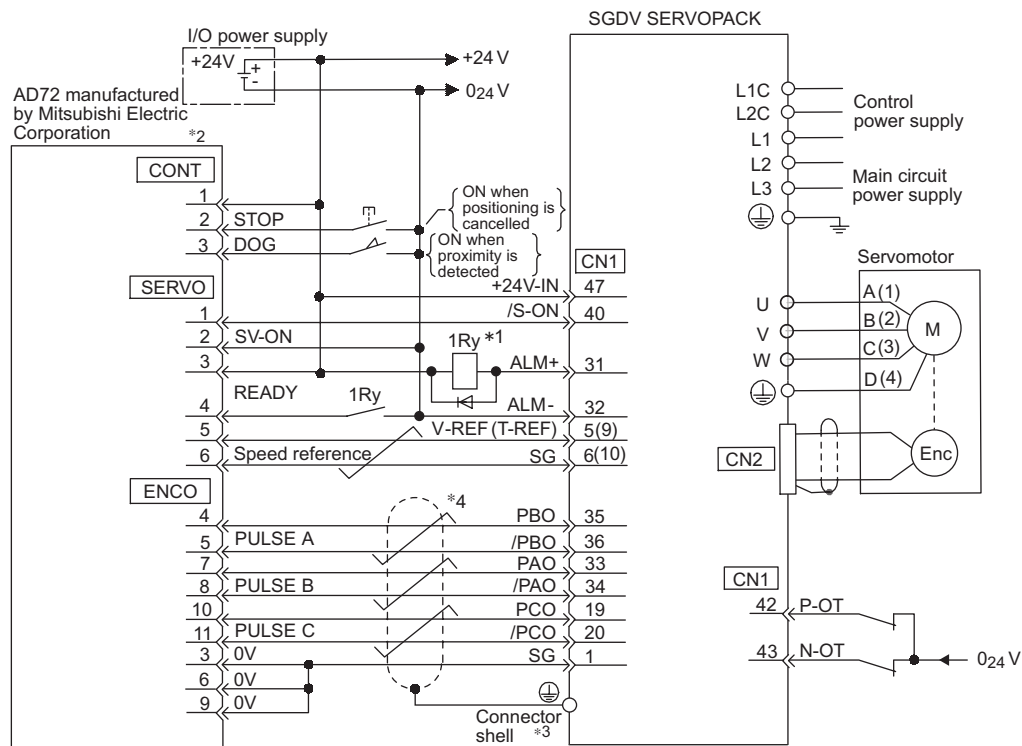 SGDV SERVOPACK
I/O power supply
+24V
+
-
+24 V
024 V
AD72 manufactured
by Mitsubishi Electric
Corporation
*2
CONT
1
2 STOP
3 DOG
ON when
positioning is
cancelled
ON when
proximity is
detected
SERVO
1
2 SV-ON
3
READY
4
5
6 Speed reference
1Ry *1
1Ry
CN1
+24V-IN 47
/S-ON 40
ALM+ 31
ALM- 32
V-REF (T-REF) 5(9)
SG 6(10)
ENCO
4
5 PULSE A
7
8 PULSE B
10
11 PULSE C
3 0V
6 0V
9 0V
*4
PBO 35
/PBO 36
PAO 33
/PAO 34
PCO 19
/PCO 20
SG 1
Connector
shell *3
L1C
L2C
L1
L2
L3
Control
power supply
Main circuit
power supply
Servomotor
U A(1)
V B(2)
W C(3)
D(4)
M
CN2
Enc
CN1
42 P-OT
43 N-OT
024 V